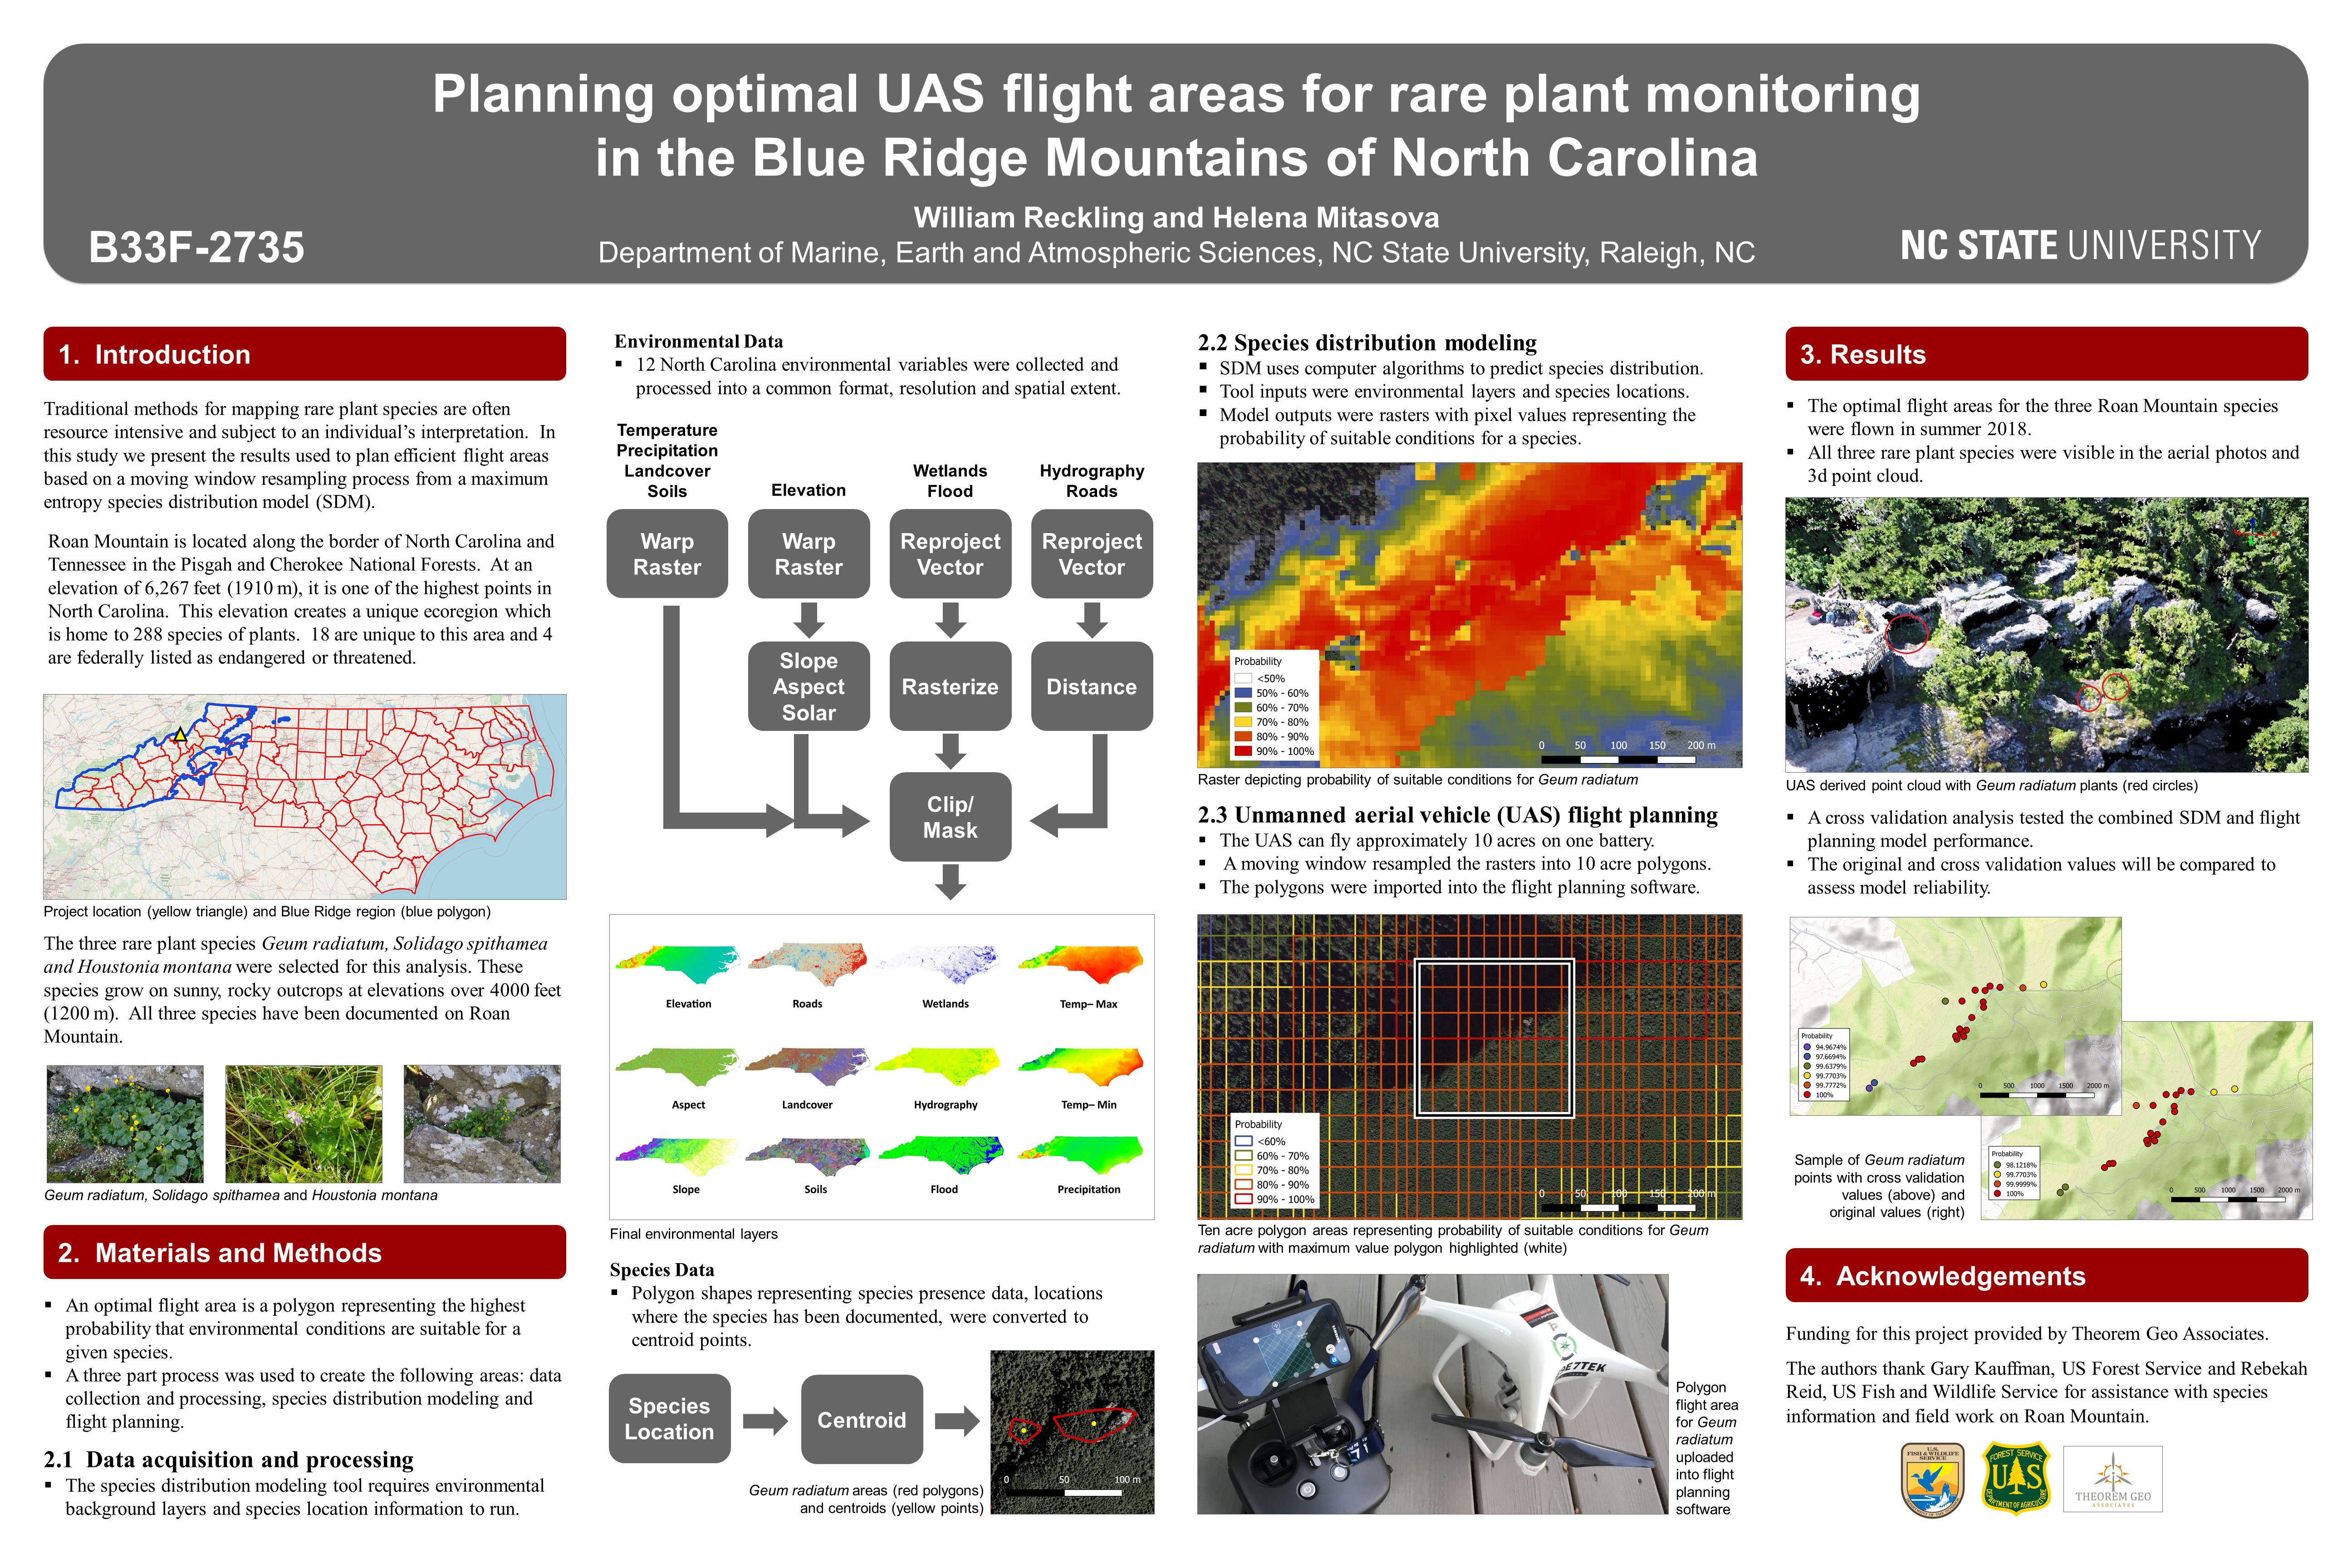 Planning optimal UAS flight areas for rare plant monitoring
in the Blue Ridge Mountains of North Carolina
William Reckling and Helena Mitasova
Department of Marine, Earth and Atmospheric Sciences, NC State University, Raleigh, NC
B33F-2735
NC STATE UNIVERSITY
1. Introduction
Traditional methods for mapping rare plant species are often
resource intensive and subject to an individual's interpretation. In
this study we present the results used to plan efficient flight areas
based on a moving window resampling process from a maximum
entropy species distribution model (SDM).
Roan Mountain is located along the border of North Carolina and
Tennessee in the Pisgah and Cherokee National Forests. At an
elevation of 6,267 feet (1910 m), it is one of the highest points in
North Carolina. This elevation creates a unique ecoregion which
is home to 288 species of plants. 18 are unique to this area and 4
are federally listed as endangered or threatened.
Project location (yellow triangle) and Blue Ridge region (blue polygon)
The three rare plant species Geum radiatum, Solidago spithamea
and Houstonia montana were selected for this analysis. These
species grow on sunny, rocky outcrops at elevations over 4000 feet
(1200 m). All three species have been documented on Roan
Mountain.
Geum radiatum, Solidago spithamea and Houstonia montana
2. Materials and Methods
▪ An optimal flight area is a polygon representing the highest
probability that environmental conditions are suitable for a
given species.
▪ A three part process was used to create the following areas: data
collection and processing, species distribution modeling and
flight planning.
2.1 Data acquisition and processing
▪ The species distribution modeling tool requires environmental
background layers and species location information to run.
Environmental Data
▪ 12 North Carolina environmental variables were collected and
processed into a common format, resolution and spatial extent.
Temperature
Precipitation
Landcover
Soils
Elevation
Wetlands
Flood
Hydrography
Roads
Warp
Raster
Warp
Raster
Reproject
Vector
Reproject
Vector
Slope
Aspect
Solar
Rasterize
Distance
Clip/
Mask
Elevation
Roads
Wetlands
Temp– Max
Aspect
Landcover
Hydrography
Temp– Min
Slope
Soils
Flood
Precipitation
Final environmental layers
Species Data
▪ Polygon shapes representing species presence data, locations
where the species has been documented, were converted to
centroid points.
Species
Location
Centroid
0 50 100 m
Geum radiatum areas (red polygons)
and centroids (yellow points)
2.2 Species distribution modeling
▪ SDM uses computer algorithms to predict species distribution.
▪ Tool inputs were environmental layers and species locations.
▪ Model outputs were rasters with pixel values representing the
probability of suitable conditions for a species.
Probability
<50%
50% - 60%
60% - 70%
70% - 80%
80% - 90%
90% - 100%
0 50 100 150 200 m
Raster depicting probability of suitable conditions for Geum radiatum
2.3 Unmanned aerial vehicle (UAS) flight planning
▪ The UAS can fly approximately 10 acres on one battery.
▪ A moving window resampled the rasters into 10 acre polygons.
▪ The polygons were imported into the flight planning software.
Probability
<60%
60% - 70%
70% - 80%
80% - 90%
90% - 100%
0 50 100 150 200 m
Ten acre polygon areas representing probability of suitable conditions for Geum
radiatum with maximum value polygon highlighted (white)
Polygon
flight area
for Geum
radiatum
uploaded
into flight
planning
software
3. Results
▪ The optimal flight areas for the three Roan Mountain species
were flown in summer 2018.
▪ All three rare plant species were visible in the aerial photos and
3d point cloud.
UAS derived point cloud with Geum radiatum plants (red circles)
▪ A cross validation analysis tested the combined SDM and flight
planning model performance.
▪ The original and cross validation values will be compared to
assess model reliability.
Probability
94.9674%
97.6694%
99.6379%
99.7703%
99.7772%
100%
0 500 1000 1500 2000 m
Probability
98.1218%
99.7703%
99.9999%
100%
0 500 1000 1500 2000 m
Sample of Geum radiatum
points with cross validation
values (above) and
original values (right)
4. Acknowledgements
Funding for this project provided by Theorem Geo Associates.
The authors thank Gary Kauffman, US Forest Service and Rebekah
Reid, US Fish and Wildlife Service for assistance with species
information and field work on Roan Mountain.
U.S.
FISH & WILDLIFE
SERVICE
FOREST SERVICE
UAS
DEPARTMENT OF AGRICULTURE
THEOREM GEO
ASSOCIATES